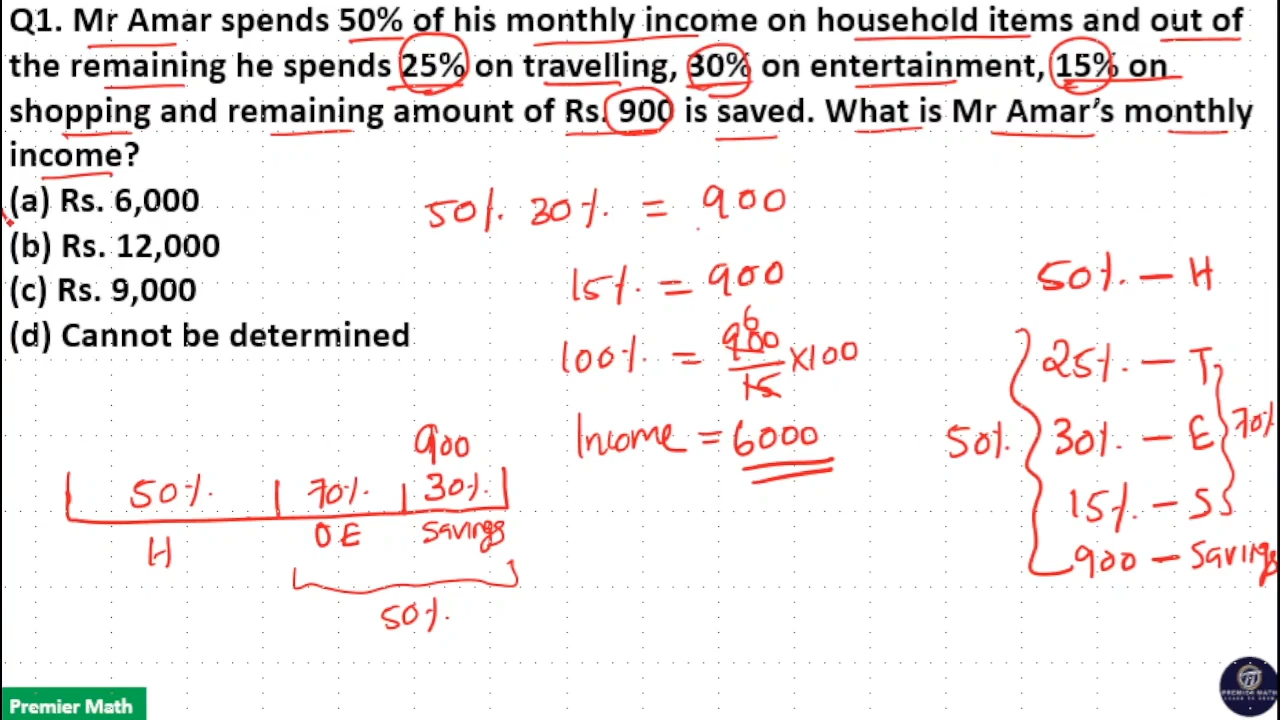 Q1. Mr Amar spends 50% of his monthly income on household items and out of
the remaining he spends 25% on travelling, 30% on entertainment, 15% on
shopping and remaining amount of Rs. 900 is saved. What is Mr Amar's monthly
income?
(a) Rs. 6,000
(b) Rs. 12,000
(c) Rs. 9,000
(d) Cannot be determined
50% 30% = 900
15% = 900
6
100% = 900/15 ×100
Income = 6000
50% – H
25% – T
50% 30% – E 70%
15% – S
900 – Savings
900
50% 70% 30%
H OE Savings
50%
Premier Math
PREMIER MATH